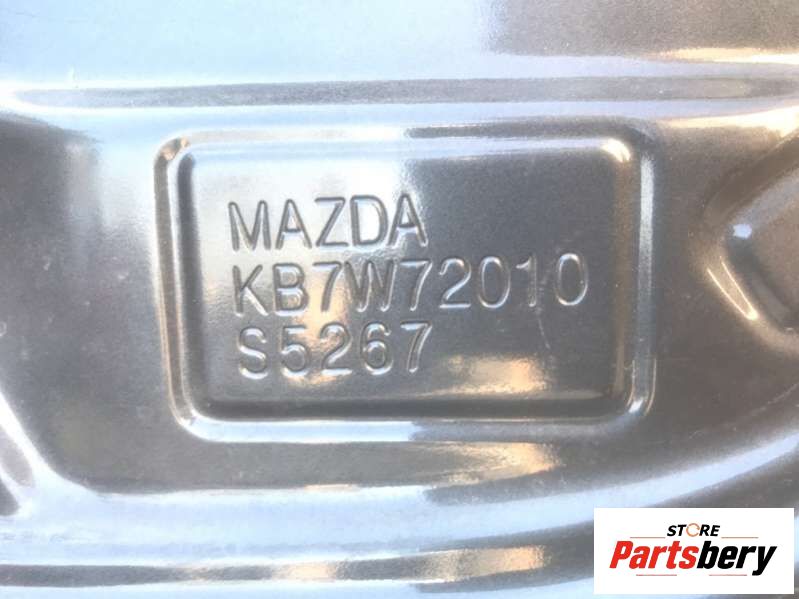 MAZDA
KB7W72010
S5267
STORE
Partsbery